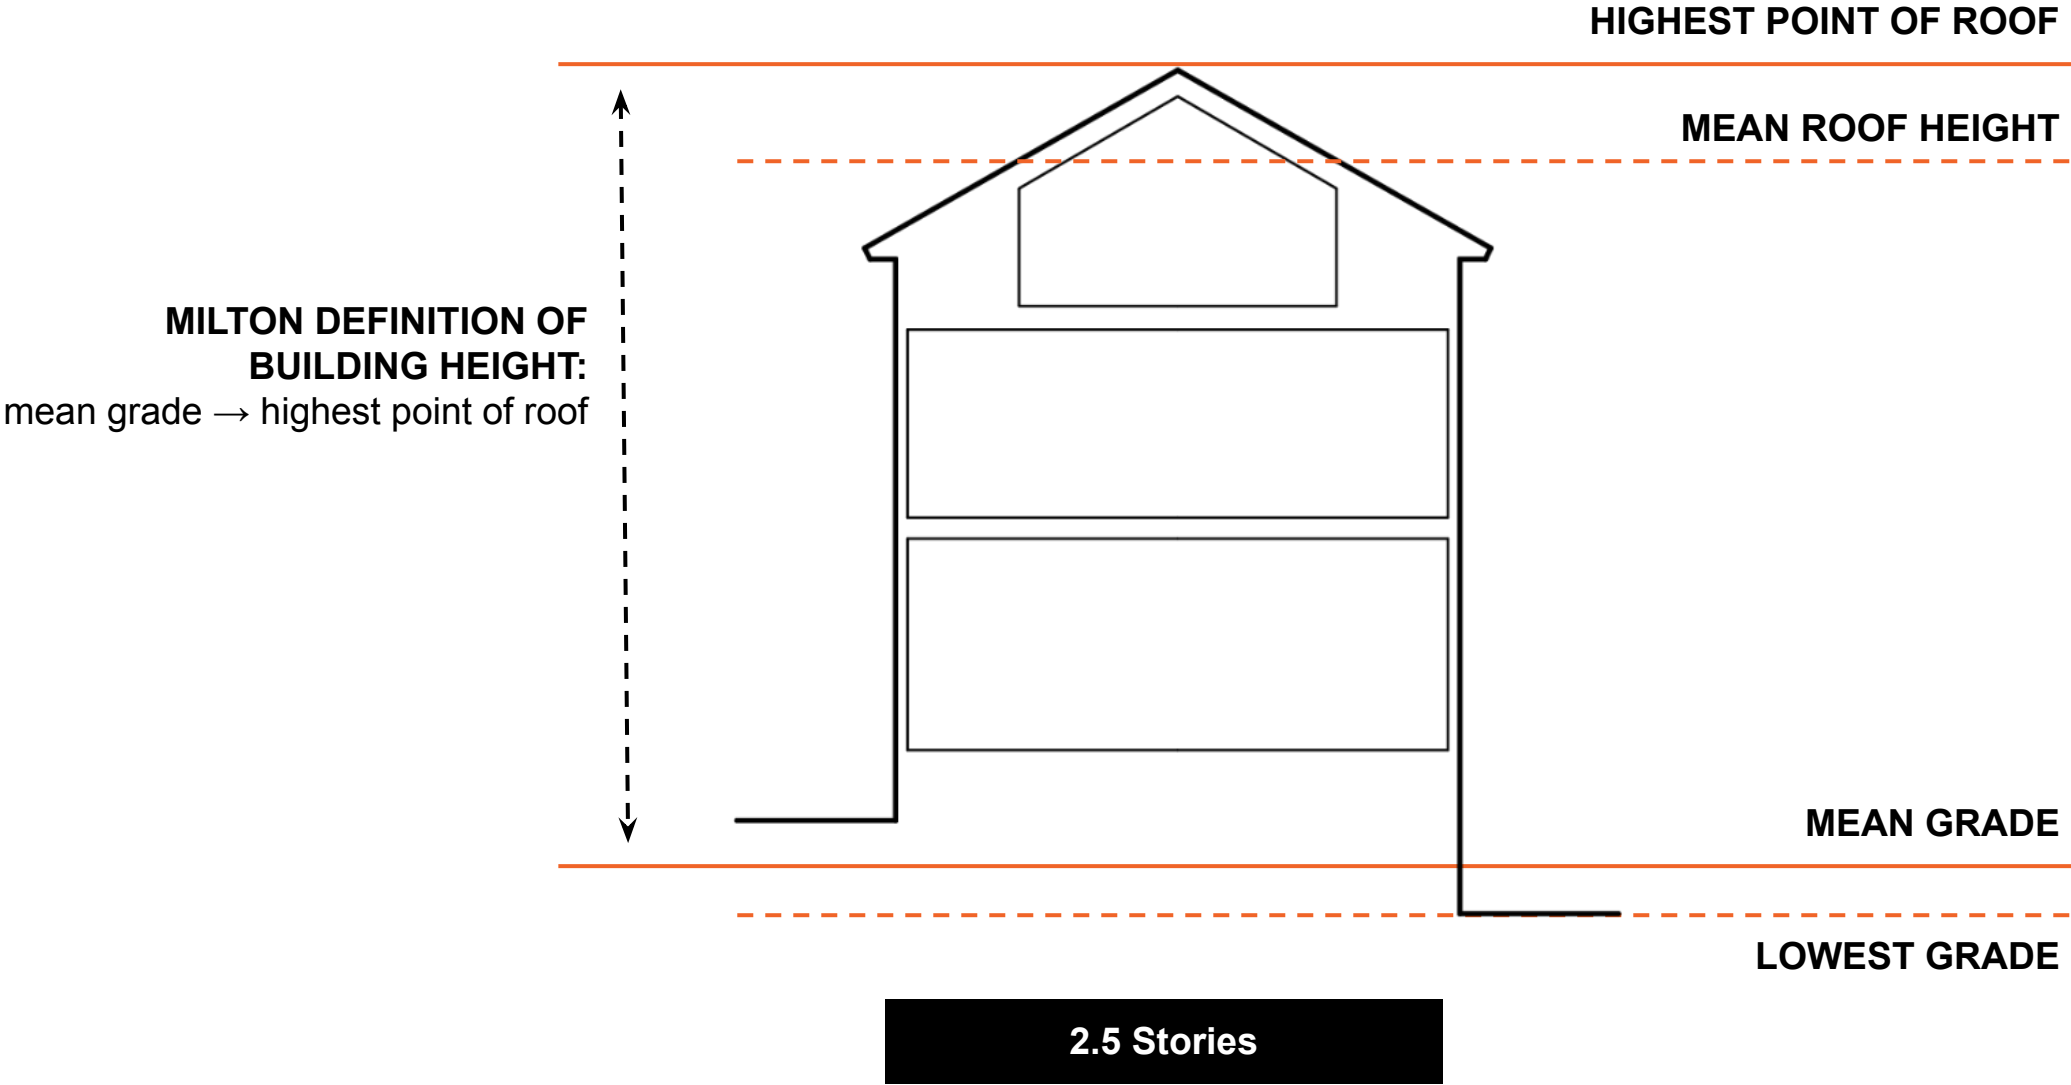 HIGHEST POINT OF ROOF
MEAN ROOF HEIGHT
MILTON DEFINITION OF
BUILDING HEIGHT:
mean grade → highest point of roof
MEAN GRADE
LOWEST GRADE
2.5 Stories